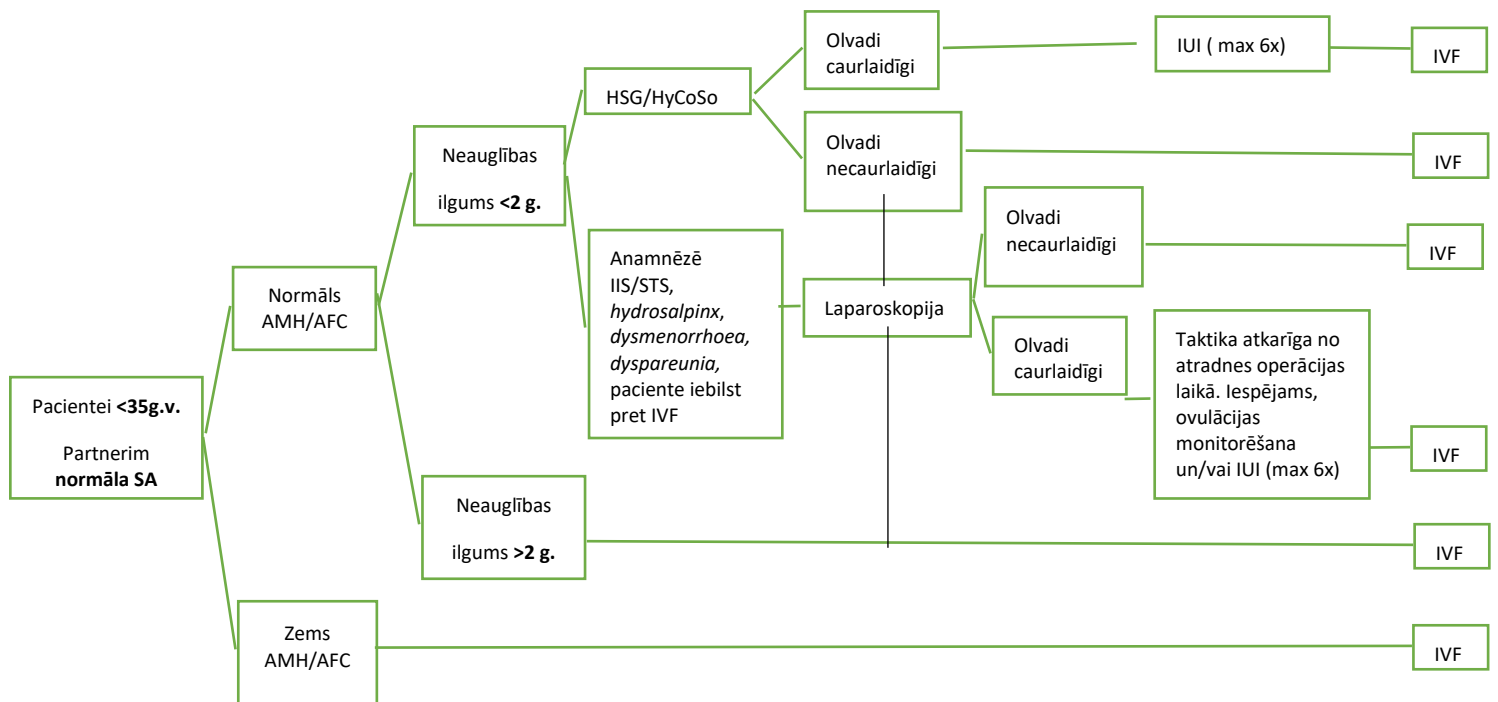 Pacientei <35g.v.
Partnerim
normāla SA
Normāls
AMH/AFC
Zems
AMH/AFC
Neauglības
ilgums <2 g.
Neauglības
ilgums >2 g.
HSG/HyCoSo
Anamnēzē
IIS/STS,
hydrosalpinx,
dysmenorrhoea,
dyspareunia,
paciente iebilst
pret IVF
Olvadi
caurlaidīgi
Olvadi
necaurlaidīgi
Laparoskopija
Olvadi
necaurlaidīgi
Olvadi
caurlaidīgi
IUI ( max 6x)
Taktika atkarīga no
atradnes operācijas
laikā. Iespējams,
ovulācijas
monitorēšana
un/vai IUI (max 6x)
IVF
IVF
IVF
IVF
IVF
IVF